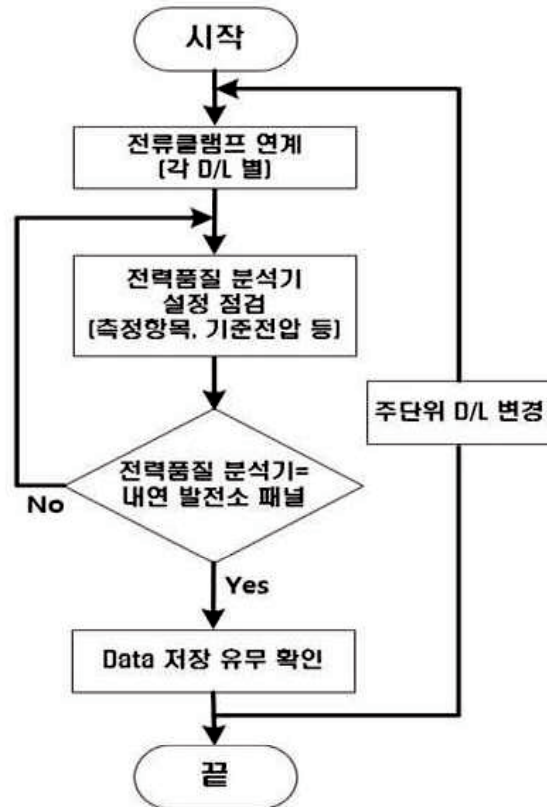 시작
전류클램프 연계
(각 D/L 별)
전력품질 분석기
설정 점검
(측정항목, 기준전압 등)
주단위 D/L 변경
전력품질 분석기=
내연 발전소 패널
No
Yes
Data 저장 유무 확인
끝